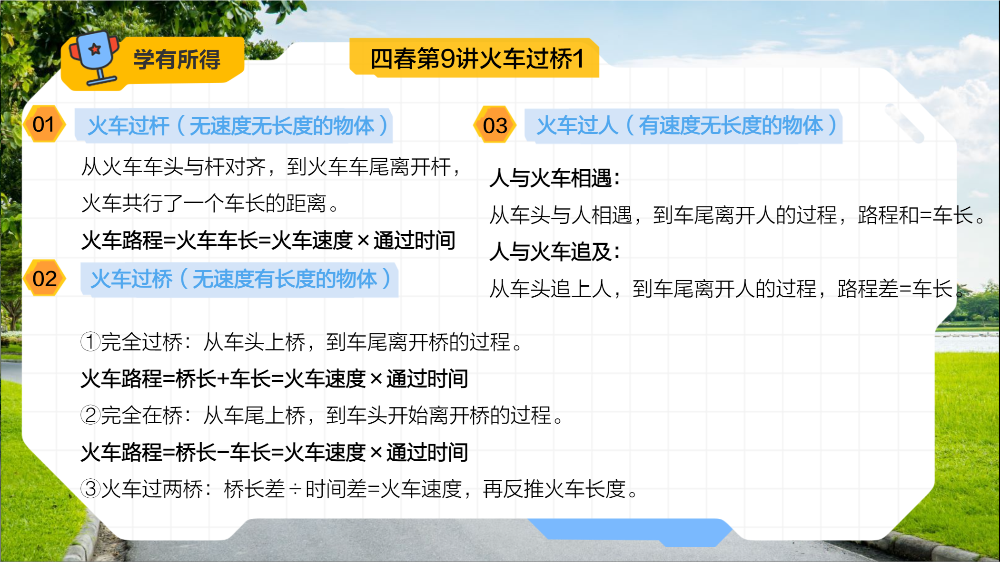 学有所得
四春第9讲火车过桥1
01
火车过杆（无速度无长度的物体）
从火车车头与杆对齐，到火车车尾离开杆，
火车共行了一个车长的距离。
火车路程=火车车长=火车速度×通过时间
02
火车过桥（无速度有长度的物体）
①完全过桥：从车头上桥，到车尾离开桥的过程。
火车路程=桥长+车长=火车速度×通过时间
②完全在桥：从车尾上桥，到车头开始离开桥的过程。
火车路程=桥长−车长=火车速度×通过时间
③火车过两桥：桥长差÷时间差=火车速度，再反推火车长度。
03
火车过人（有速度无长度的物体）
人与火车相遇：
从车头与人相遇，到车尾离开人的过程，路程和=车长。
人与火车追及：
从车头追上人，到车尾离开人的过程，路程差=车长。